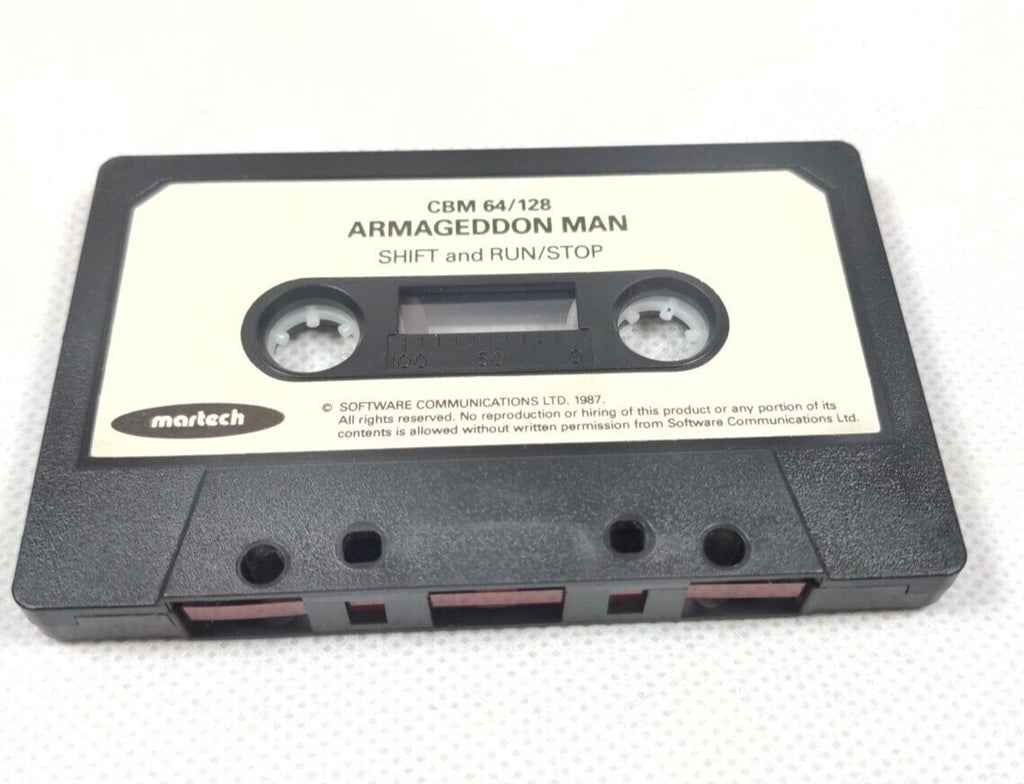 CBM 64/128
ARMAGEDDON MAN
SHIFT and RUN/STOP
100 50 0
martech
© SOFTWARE COMMUNICATIONS LTD. 1987.
All rights reserved. No reproduction or hiring of this product or any portion of its
contents is allowed without written permission from Software Communications Ltd.